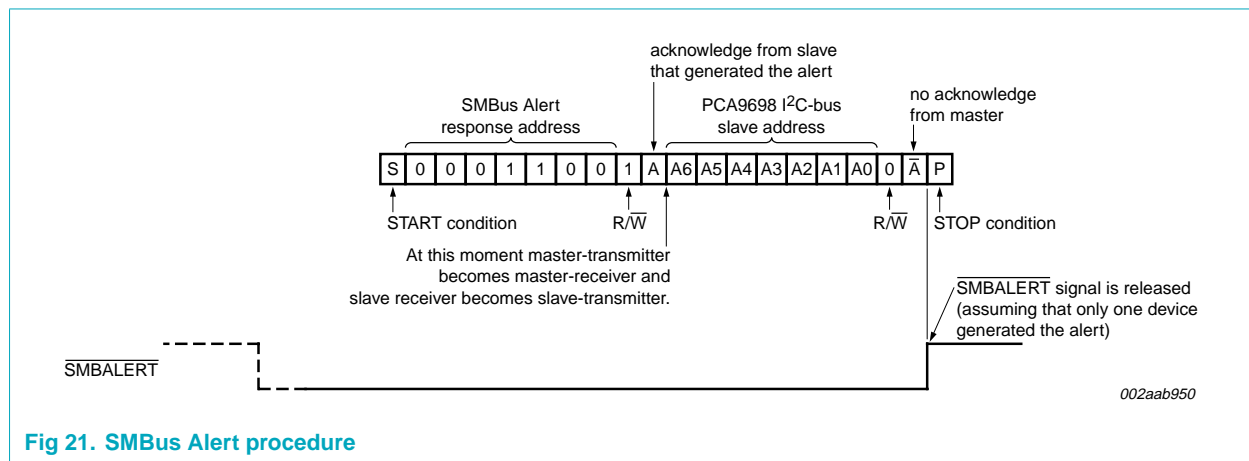 acknowledge from slave
that generated the alert
SMBus Alert
response address
PCA9698 I²C-bus
slave address
no acknowledge
from master
S 0 0 0 1 1 0 0 1 A A6 A5 A4 A3 A2 A1 A0 0 A̅ P
START condition
R/W̅
R/W̅
STOP condition
At this moment master-transmitter
becomes master-receiver and
slave receiver becomes slave-transmitter.
S̅M̅B̅A̅L̅E̅R̅T̅ signal is released
(assuming that only one device
generated the alert)
S̅M̅B̅A̅L̅E̅R̅T̅
002aab950
Fig 21. SMBus Alert procedure